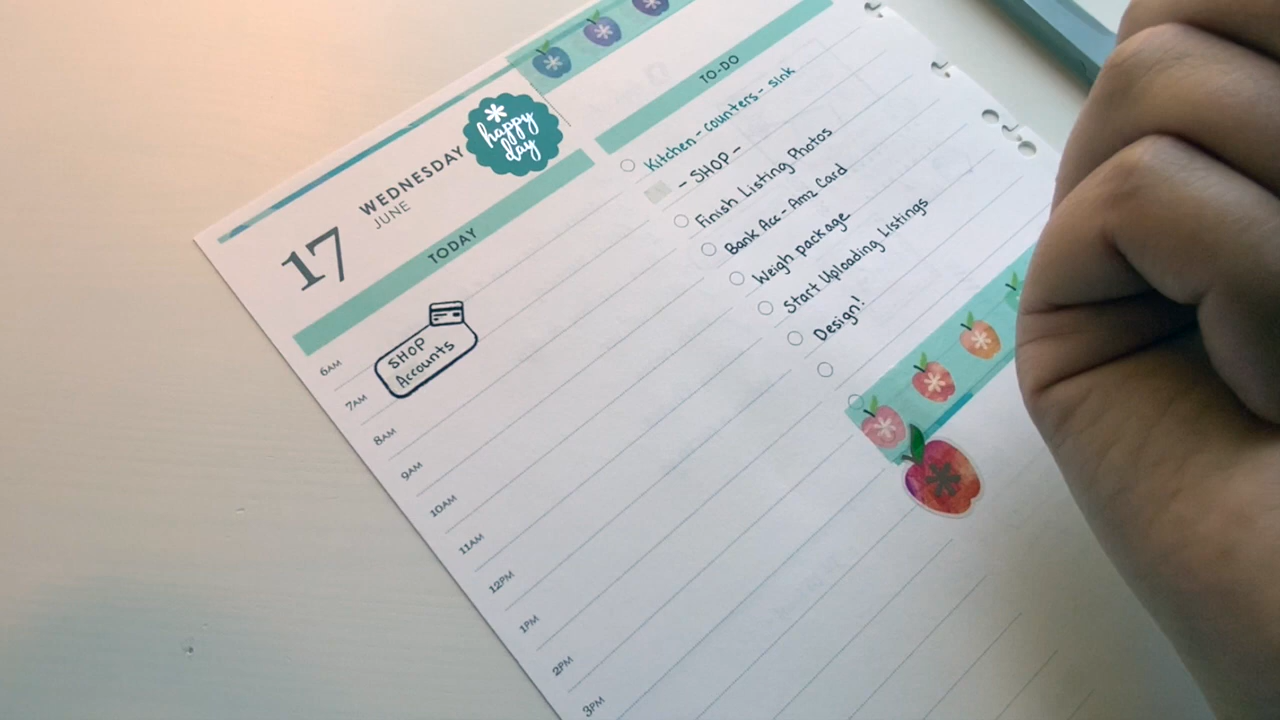 17
WEDNESDAY
JUNE
happy
day
TODAY
SHOP
Accounts
6AM
7AM
8AM
9AM
10AM
11AM
12PM
1PM
2PM
3PM
TO-DO
Kitchen - counters - sink
- SHOP -
Finish Listing Photos
Bank Acc - Amz Card
Weigh package
Start Uploading Listings
Design!